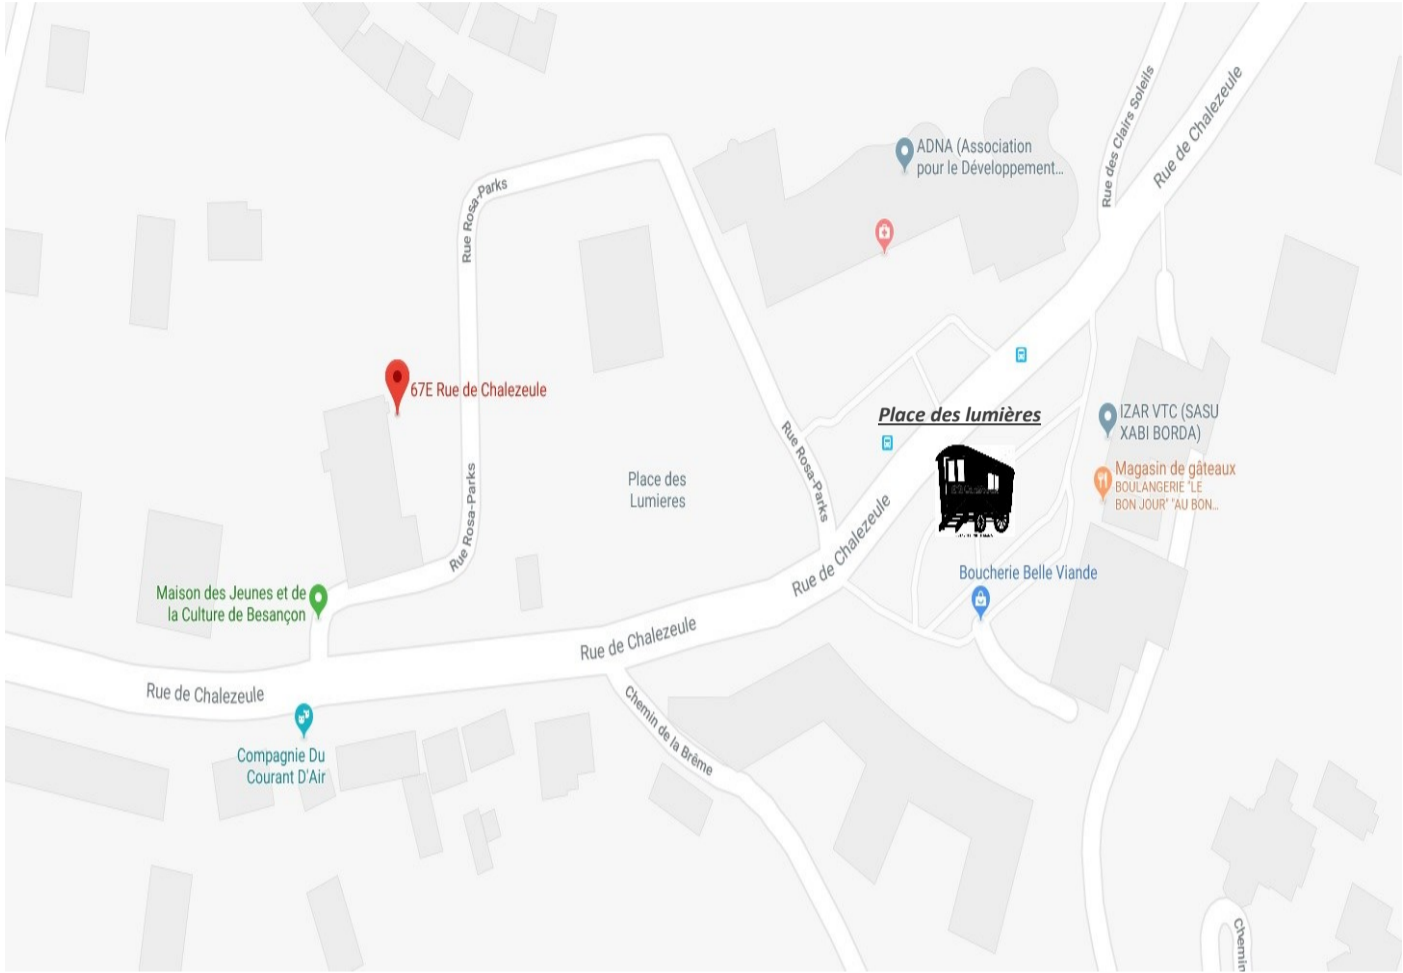 ADNA (Association
pour le Développement...
Rue des Clairs Soleils
Rue de Chalezeule
Rue Rosa-Parks
67E Rue de Chalezeule
Place des lumières
IZAR VTC (SASU
XABI BORDA)
Magasin de gâteaux
BOULANGERIE "LE
BON JOUR" "AU BON...
Place des
Lumieres
Rue Rosa-Parks
Rue Rosa-Parks
Rue de Chalezeule
Boucherie Belle Viande
Maison des Jeunes et de
la Culture de Besançon
Rue de Chalezeule
Rue de Chalezeule
Chemin de la Brême
Compagnie Du
Courant D'Air
Chemin